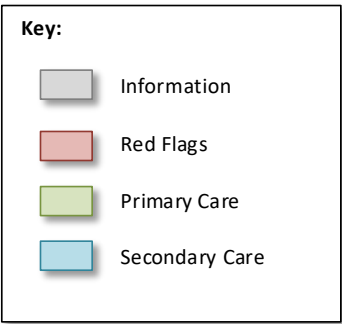 Key:
Information
Red Flags
Primary Care
Secondary Care